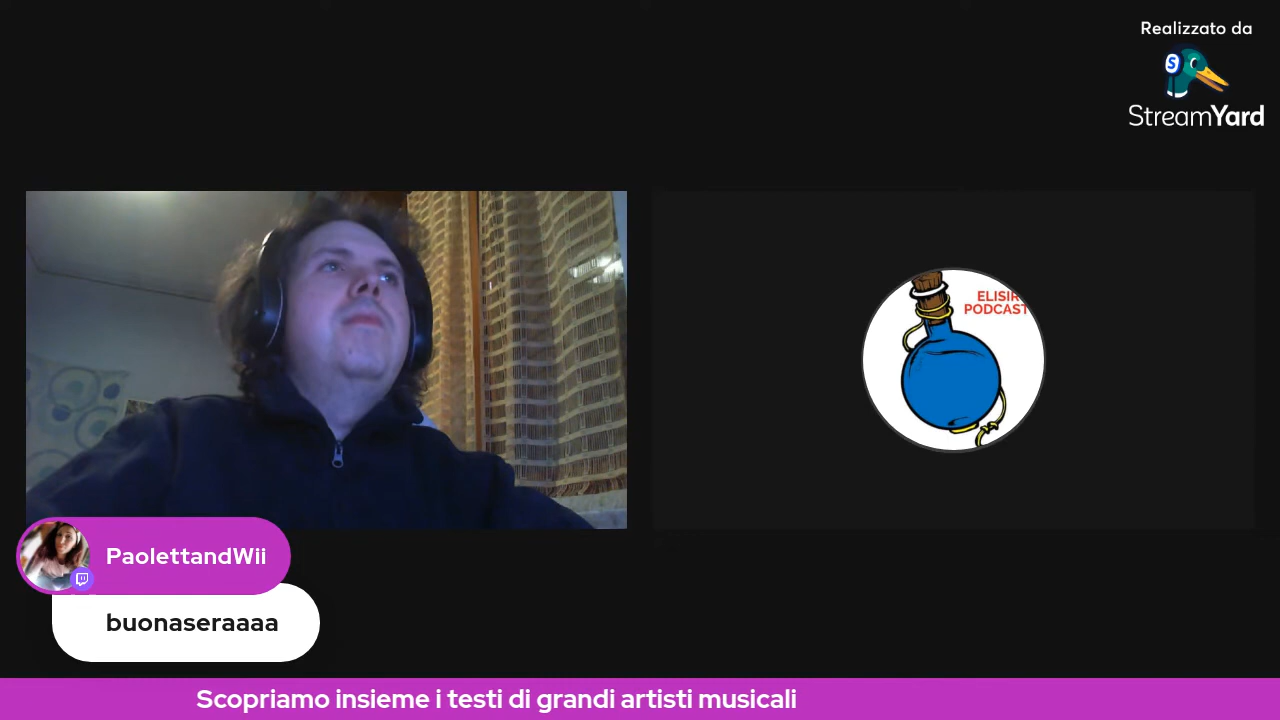 Realizzato da
S
StreamYard
ELISIR
PODCAST
PaolettandWii
buonaseraaaa
Scopriamo insieme i testi di grandi artisti musicali